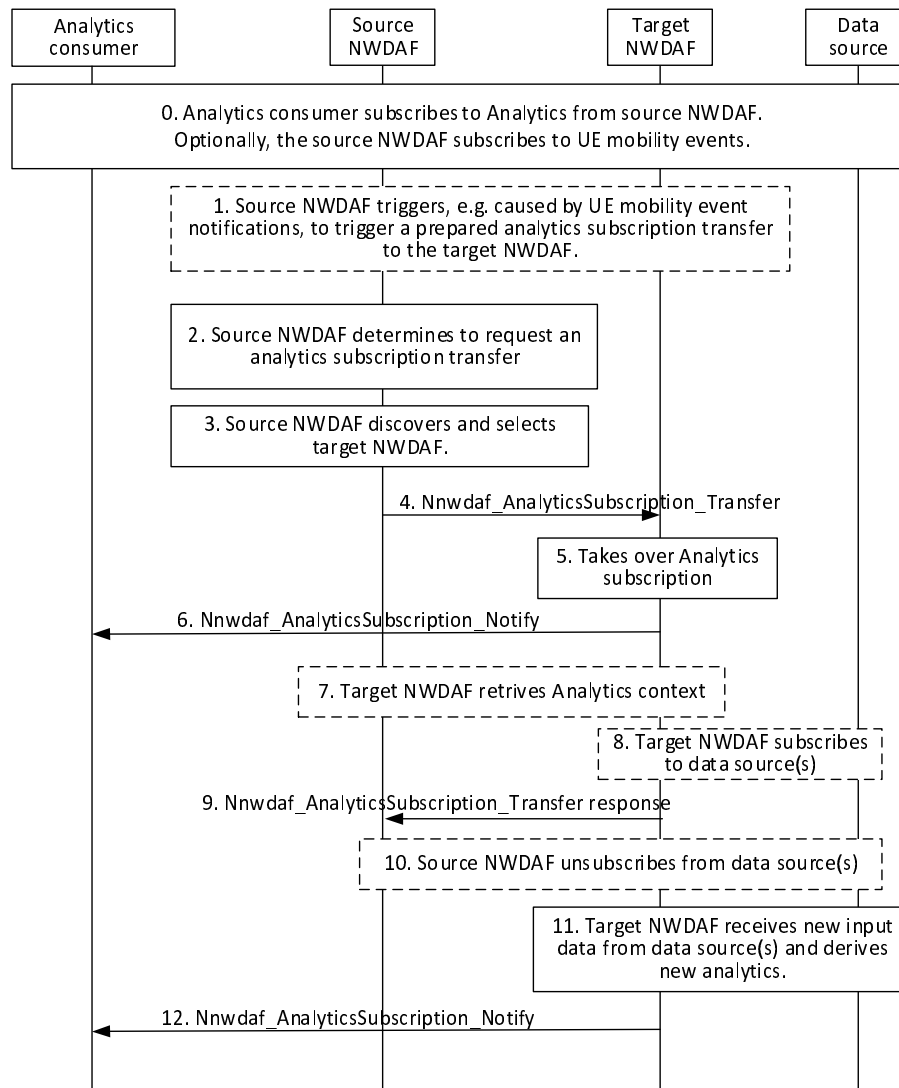 Analytics
consumer
Source
NWDAF
Target
NWDAF
Data
source
0. Analytics consumer subscribes to Analytics from source NWDAF.
Optionally, the source NWDAF subscribes to UE mobility events.
1. Source NWDAF triggers, e.g. caused by UE mobility event
notifications, to trigger a prepared analytics subscription transfer
to the target NWDAF.
2. Source NWDAF determines to request an
analytics subscription transfer
3. Source NWDAF discovers and selects
target NWDAF.
4. Nnwdaf_AnalyticsSubscription_Transfer
5. Takes over Analytics
subscription
6. Nnwdaf_AnalyticsSubscription_Notify
7. Target NWDAF retrives Analytics context
8. Target NWDAF subscribes
to data source(s)
9. Nnwdaf_AnalyticsSubscription_Transfer response
10. Source NWDAF unsubscribes from data source(s)
11. Target NWDAF receives new input
data from data source(s) and derives
new analytics.
12. Nnwdaf_AnalyticsSubscription_Notify